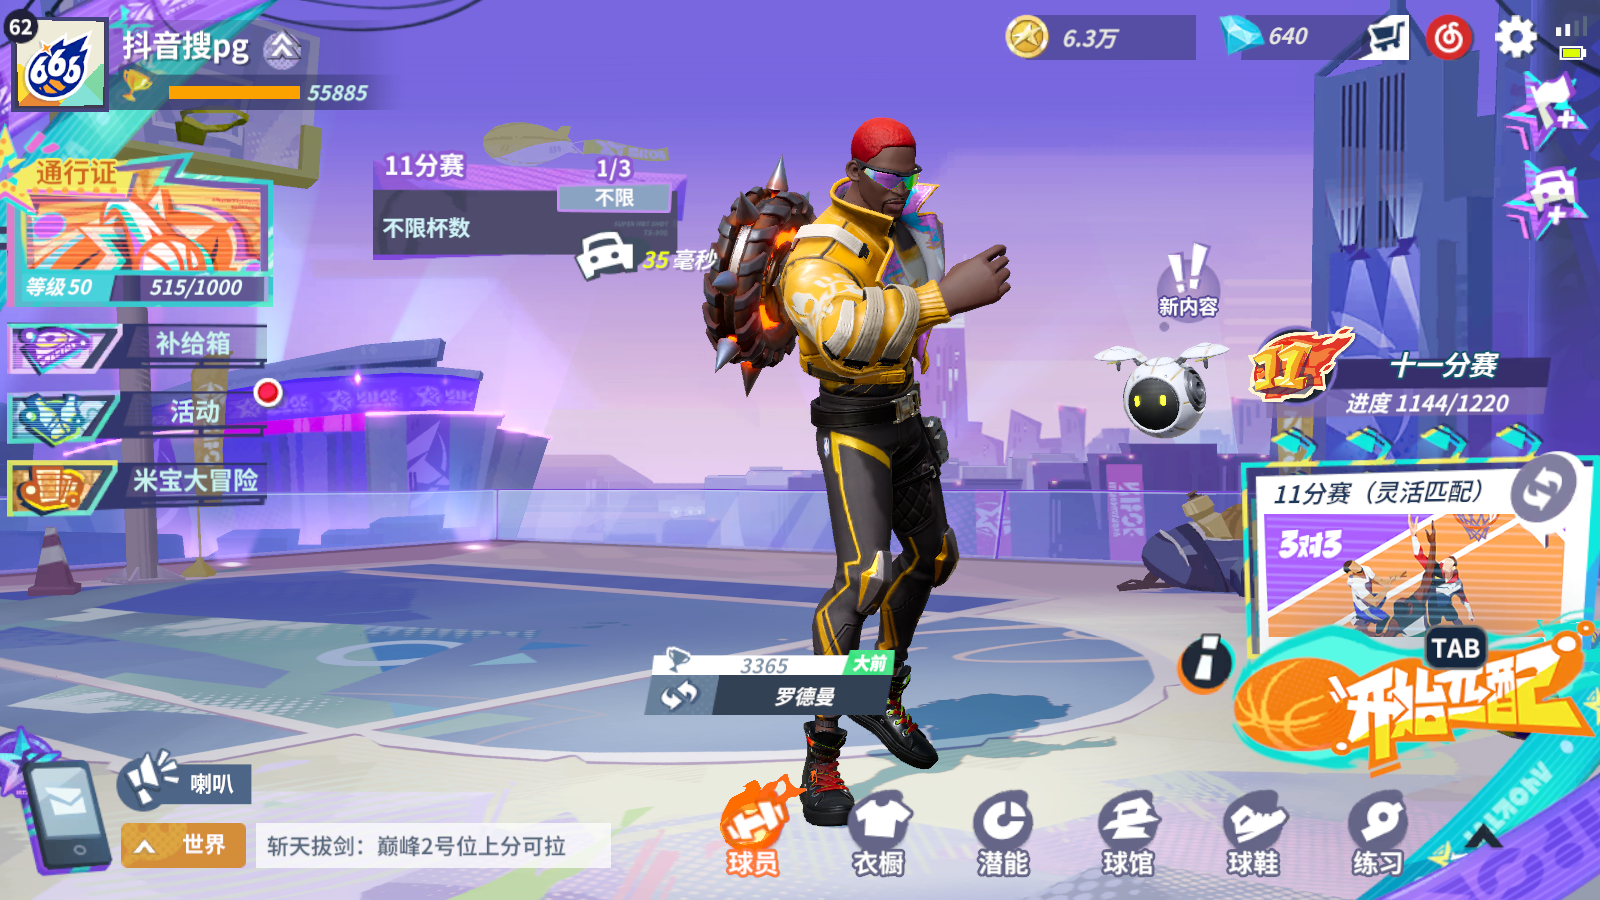 62
666
抖音搜pg
55885
6.3万
640
通行证
等级 50
515/1000
补给箱
活动
米宝大冒险
11分赛
1/3
不限
不限杯数
35 毫秒
新内容
11
十一分赛
进度 1144/1220
11分赛（灵活匹配）
3对3
TAB
开始匹配
3365
大前
罗德曼
喇叭
世界
斩天拔剑：巅峰2号位上分可拉
球员
衣橱
潜能
球馆
球鞋
练习